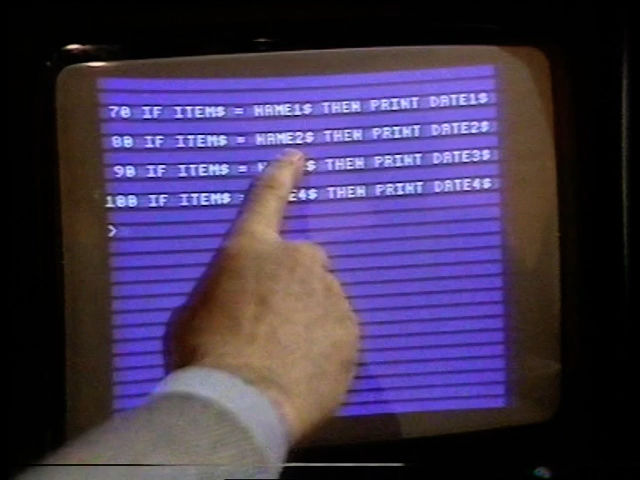 70 IF ITEM$ = NAME1$ THEN PRINT DATE1$
80 IF ITEM$ = NAME2$ THEN PRINT DATE2$
90 IF ITEM$ = THEN PRINT DATE3$
100 IF ITEM$ = THEN PRINT DATE4$
>